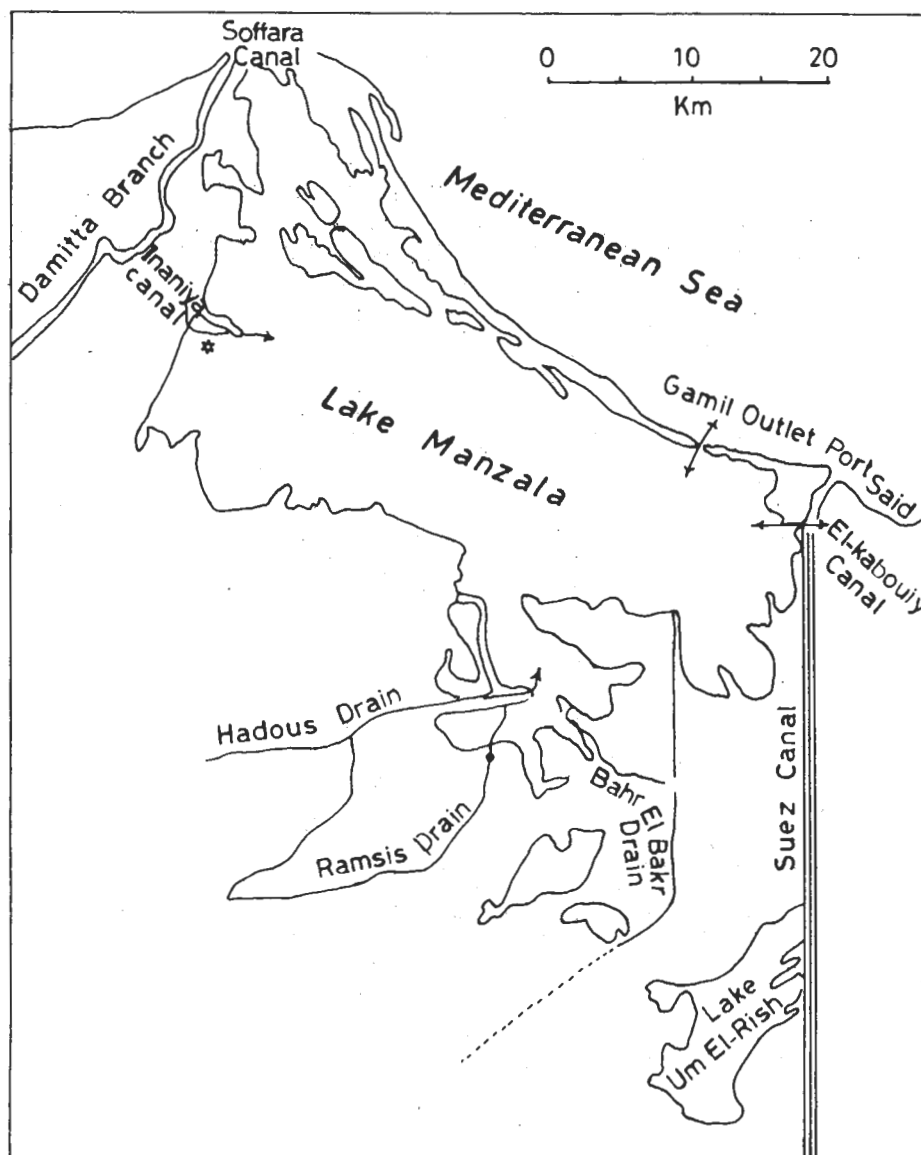 Soffara
Canal
0 10 20
Km
Damitta Branch
Mediterranean Sea
Inaniya
canal
Gamil Outlet Port
Said
Lake Manzala
El-kabouiy
Canal
Hadous Drain
Suez Canal
Bahr El Bakr
Drain
Ramsis Drain
Lake
Um El-Rish